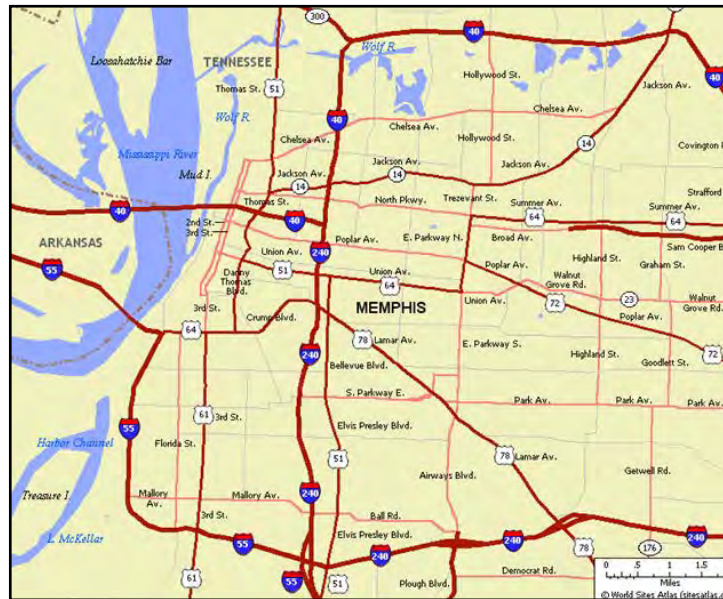 300
40
Loosahatchie Bar
TENNESSEE
Wolf R.
Hollywood St.
51
Thomas St.
Jackson Av.
40
Wolf R.
40
Chelsea Av.
Chelsea Av.
Chelsea Av.
Hollywood St.
14
Covington
Mississippi River
Mud I.
Jackson Av.
Jackson Av.
Jackson Av.
14
14
Strafford
Thomas St.
North Pkwy.
Trezevant St.
Summer Av.
Summer Av.
40
40
64
64
2nd St.
3rd St.
ARKANSAS
240
Poplar Av.
E. Parkway N.
Broad Av.
Sam Cooper B
55
Union Av.
Poplar Av.
Highland St.
Graham St.
51
Union Av.
64
Walnut Grove Rd.
Danny Thomas Blvd.
3rd St.
MEMPHIS
Union Av.
72
23
Walnut Grove Rd.
Poplar Av.
64
Crump Blvd.
78
Lamar Av.
E. Parkway S.
72
240
Bellevue Blvd.
Highland St.
Goodlett St.
S. Parkway E.
Park Av.
Park Av.
Park Av.
61
3rd St.
55
Elvis Presley Blvd.
Harbor Channel
Florida St.
51
78
Lamar Av.
Airways Blvd.
Getwell Rd.
Treasure I.
Mallory Av.
Mallory Av.
240
3rd St.
Ball Rd.
L. McKellar
55
Elvis Presley Blvd.
240
240
240
78
176
61
55
51
Plough Blvd.
Democrat Rd.
0 .5 1
Miles
© World Sites Atlas (sitesatlas.c